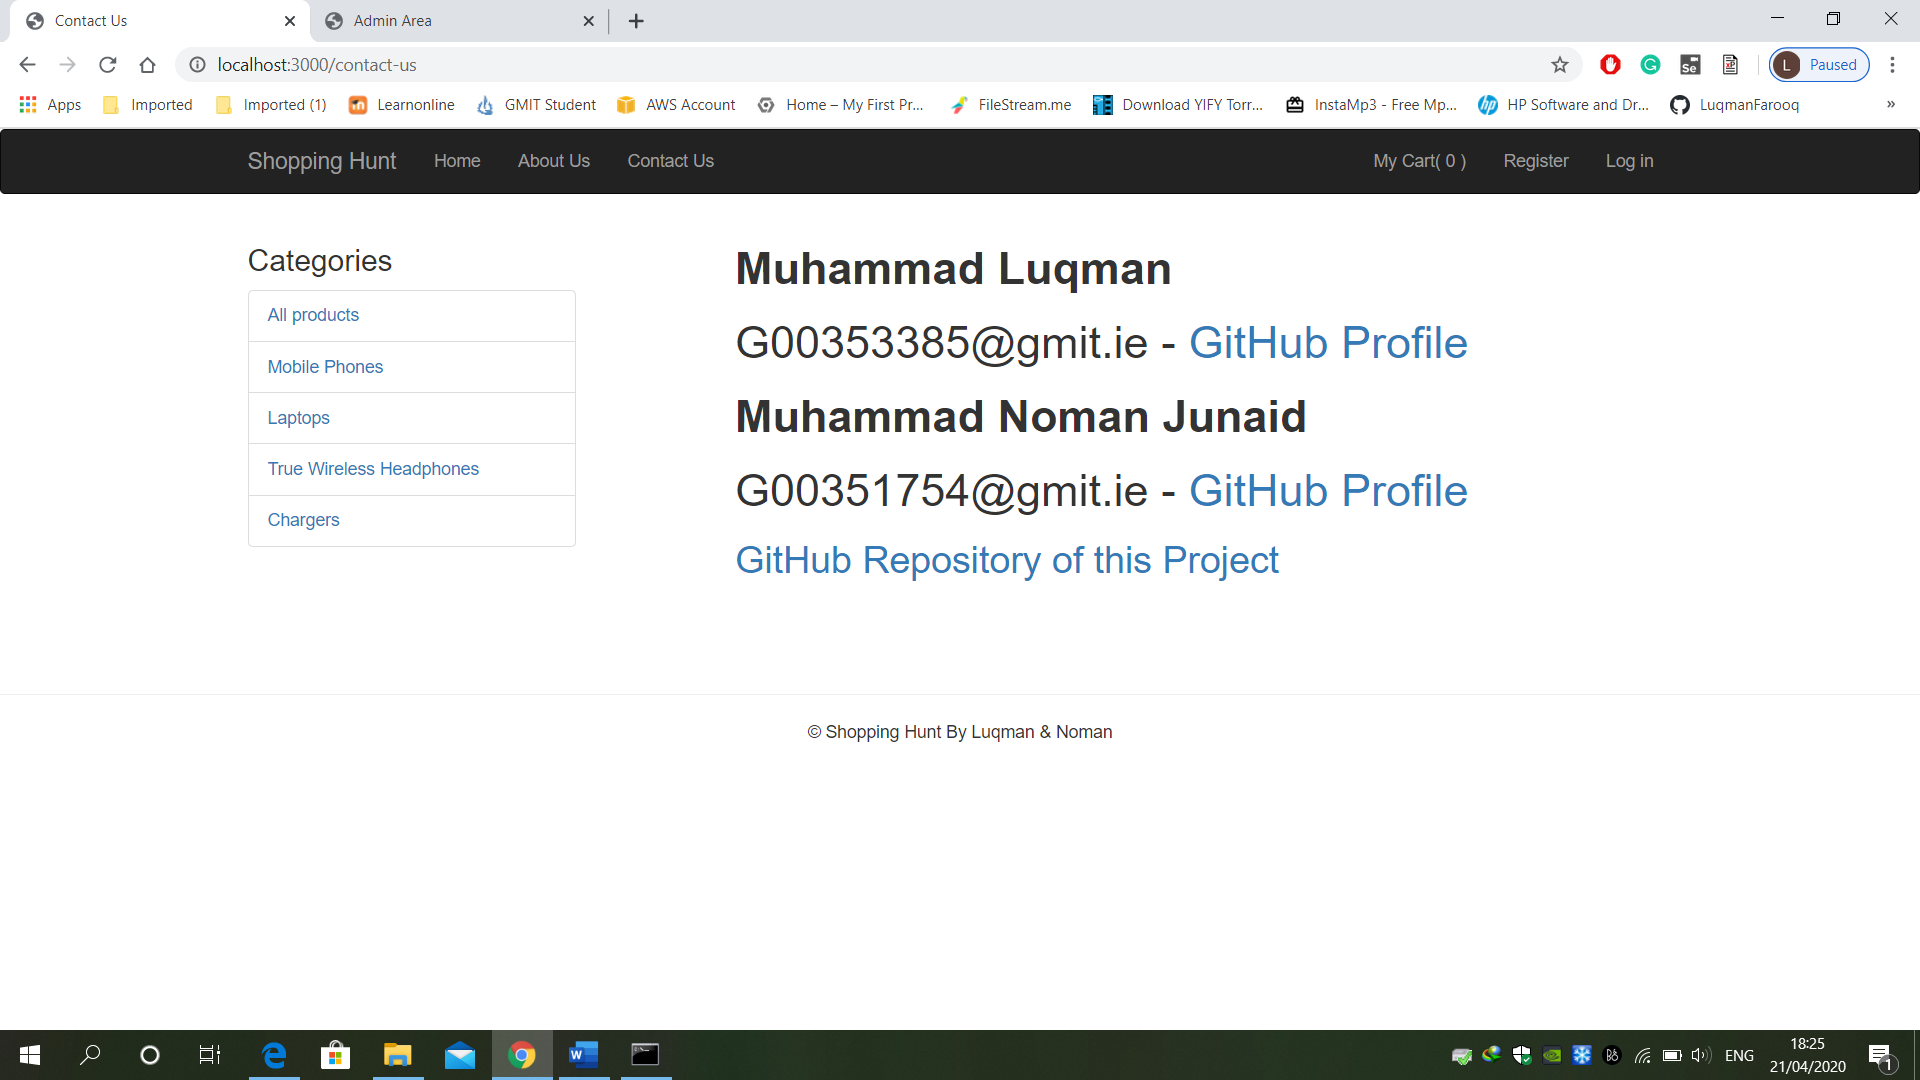 Contact Us
Admin Area
localhost:3000/contact-us
Paused
L
Apps
Imported
Imported (1)
Learnonline
GMIT Student
AWS Account
Home – My First Pr...
FileStream.me
Download YIFY Torr...
InstaMp3 - Free Mp...
HP Software and Dr...
LuqmanFarooq
»
Shopping Hunt
Home
About Us
Contact Us
My Cart( 0 )
Register
Log in
Categories
All products
Mobile Phones
Laptops
True Wireless Headphones
Chargers
Muhammad Luqman
G00353385@gmit.ie - GitHub Profile
Muhammad Noman Junaid
G00351754@gmit.ie - GitHub Profile
GitHub Repository of this Project
© Shopping Hunt By Luqman & Noman
ENG
18:25
21/04/2020
1